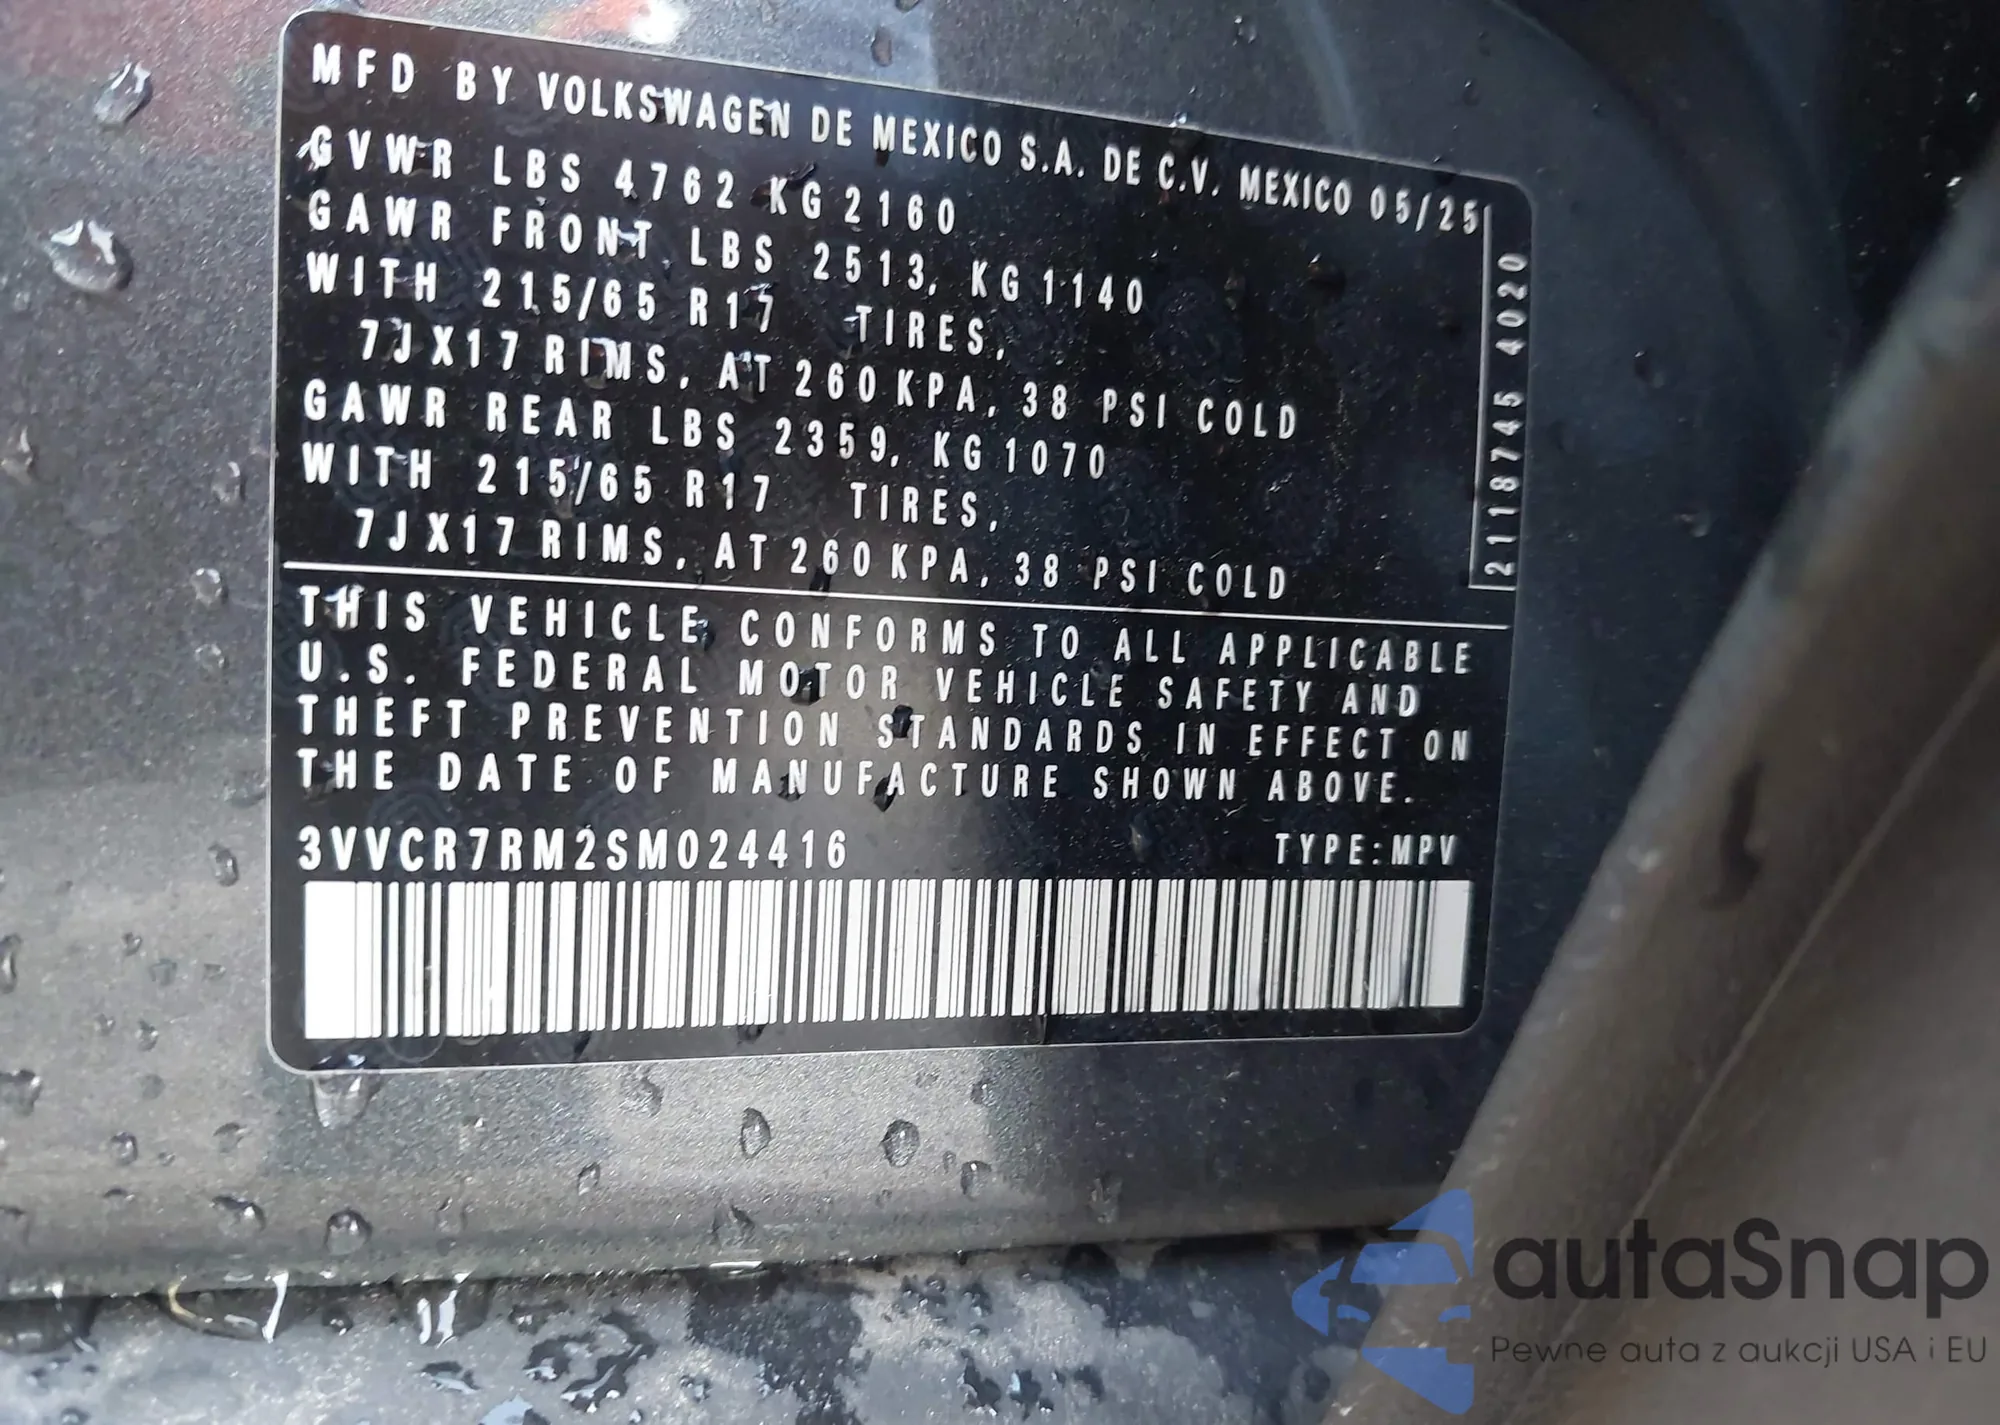 MFD BY VOLKSWAGEN DE MEXICO S.A. DE C.V. MEXICO 05/25
GVWR LBS 4762 KG 2160
GAWR FRONT LBS 2513, KG 1140
WITH 215/65 R17 TIRES,
7JX17 RIMS, AT 260 KPA, 38 PSI COLD
GAWR REAR LBS 2359, KG 1070
WITH 215/65 R17 TIRES,
7JX17 RIMS, AT 260 KPA, 38 PSI COLD
2118745 4020
THIS VEHICLE CONFORMS TO ALL APPLICABLE
U.S. FEDERAL MOTOR VEHICLE SAFETY AND
THEFT PREVENTION STANDARDS IN EFFECT ON
THE DATE OF MANUFACTURE SHOWN ABOVE.
3VVCR7RM2SM024416 TYPE:MPV
autaSnap
Pewne auta z aukcji USA i EU